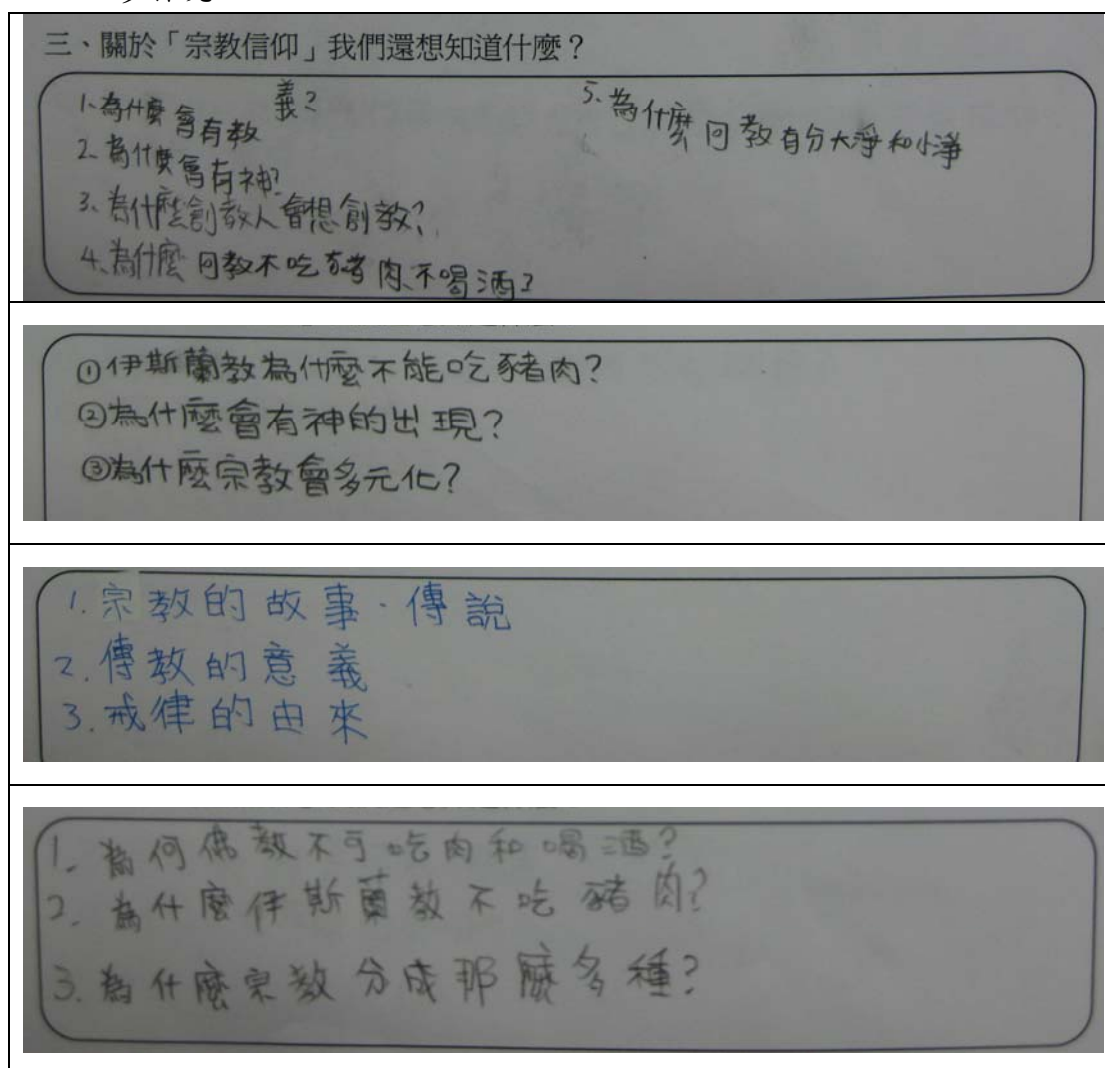 三、關於「宗教信仰」我們還想知道什麼？
1、為什麼會有教義？
2、為什麼會有神？
3、為什麼創教人會想創教？
4、為什麼回教不吃豬肉、不喝酒？
5、為什麼回教有分大淨和小淨
①伊斯蘭教為什麼不能吃豬肉？
②為什麼會有神的出現？
③為什麼宗教會多元化？
1.宗教的故事．傳說
2.傳教的意義
3.戒律的由來
1.為何佛教不可吃肉和喝酒？
2.為什麼伊斯蘭教不吃豬肉？
3.為什麼宗教分成那麼多種？